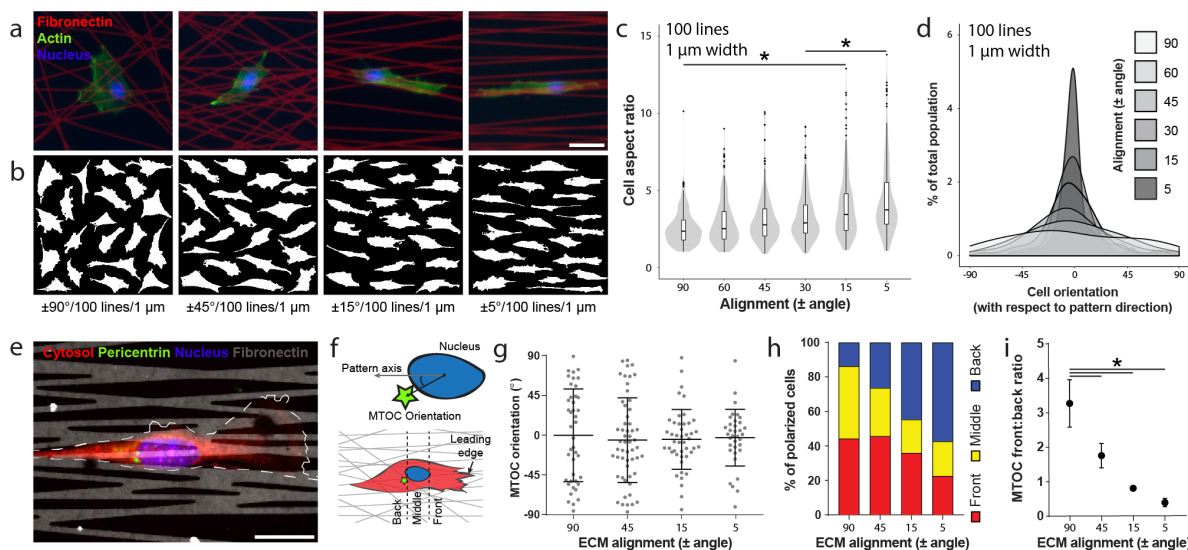 a
Fibronectin
Actin
Nucleus
b
±90°/100 lines/1 μm
±45°/100 lines/1 μm
±15°/100 lines/1 μm
±5°/100 lines/1 μm
c
100 lines
1 μm width
*
*
Cell aspect ratio
15
10
5
0
90
60
45
30
15
5
Alignment (± angle)
d
100 lines
1 μm width
% of total population
6
4
2
0
-90
-45
0
45
90
Cell orientation
(with respect to pattern direction)
Alignment (± angle)
90
60
45
30
15
5
e
Cytosol Pericentrin Nucleus Fibronectin
f
Nucleus
Pattern axis
MTOC Orientation
Leading
edge
Back
Middle
Front
g
MTOC orientation (°)
90
45
0
-45
-90
90
45
15
5
ECM alignment (± angle)
h
% of polarized cells
100
80
60
40
20
0
90
45
15
5
ECM alignment (± angle)
Back
Middle
Front
i
MTOC front:back ratio
5
4
3
2
1
0
*
90
45
15
5
ECM alignment (± angle)